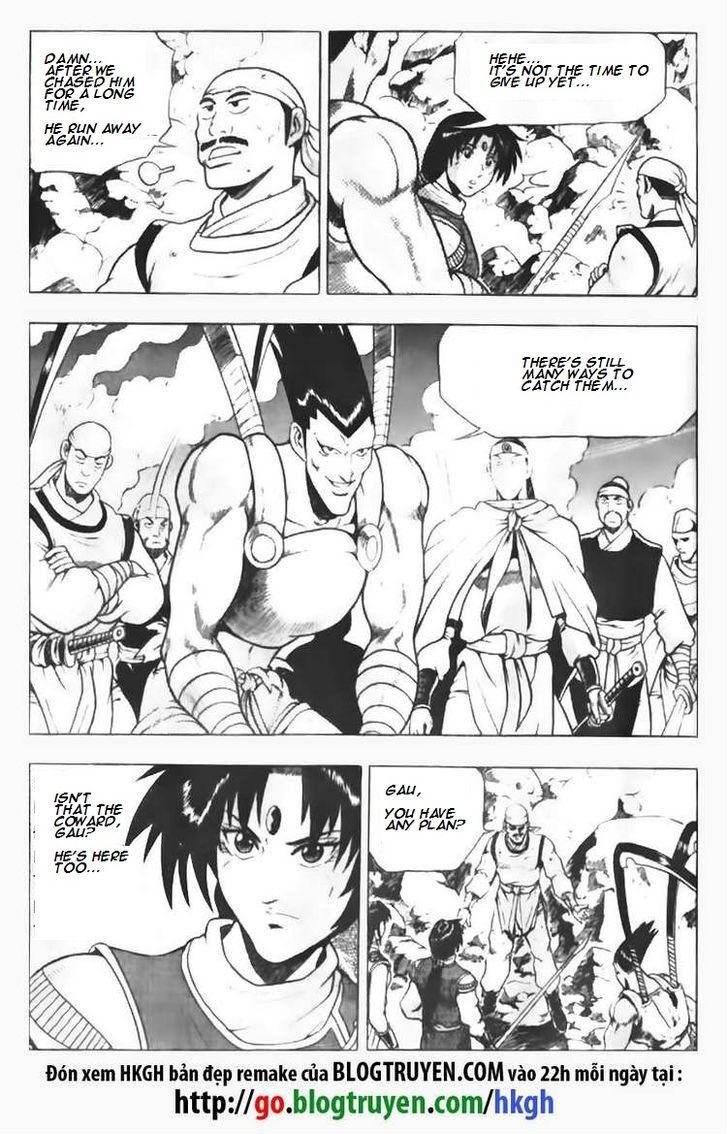 DAMN...
AFTER WE
CHASED HIM
FOR A LONG
TIME,
HE RUN AWAY
AGAIN...
HEHE...
IT'S NOT THE TIME TO
GIVE UP YET...
THERE'S STILL
MANY WAYS TO
CATCH THEM...
ISN'T
THAT THE
COWARD,
GAU?
HE'S HERE
TOO...
GAU,
YOU HAVE
ANY PLAN?
Đón xem HKGH bản đẹp remake của BLOGTRUYEN.COM vào 22h mỗi ngày tại :
http://go.blogtruyen.com/hkgh